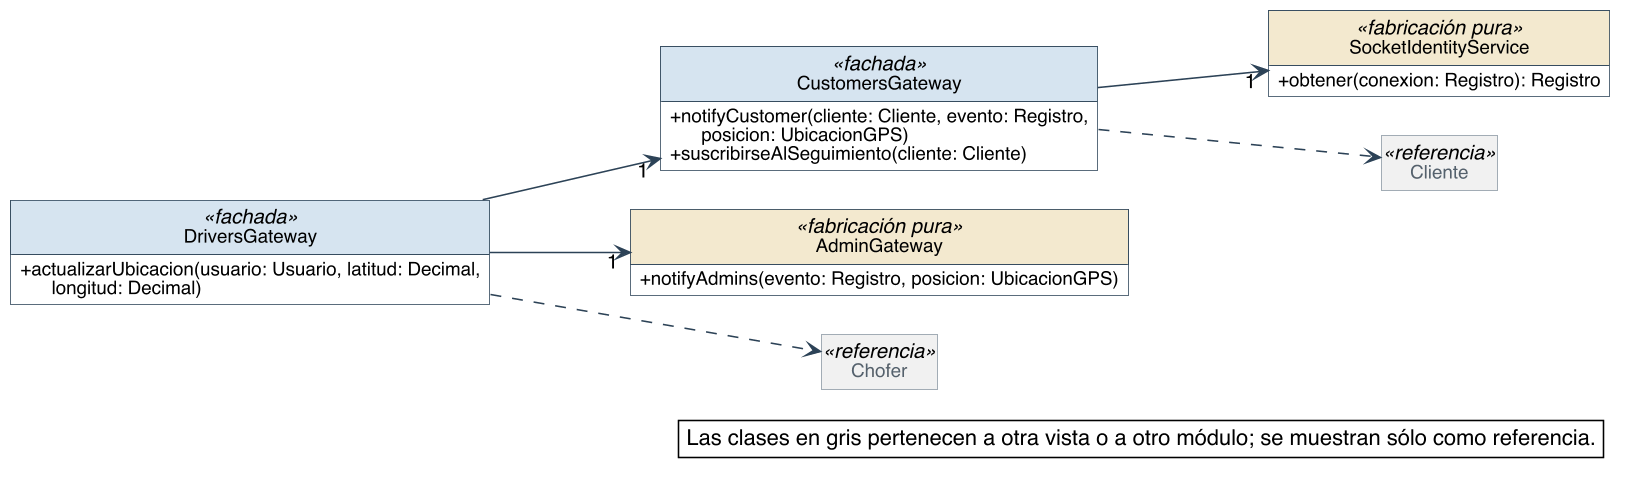 «fabricación pura»
SocketIdentityService
+obtener(conexion: Registro): Registro
«fachada»
CustomersGateway
+notifyCustomer(cliente: Cliente, evento: Registro,
posicion: UbicacionGPS)
+suscribirseAlSeguimiento(cliente: Cliente)
1
1
«referencia»
Cliente
«fachada»
DriversGateway
+actualizarUbicacion(usuario: Usuario, latitud: Decimal,
longitud: Decimal)
«fabricación pura»
AdminGateway
+notifyAdmins(evento: Registro, posicion: UbicacionGPS)
1
«referencia»
Chofer
Las clases en gris pertenecen a otra vista o a otro módulo; se muestran sólo como referencia.